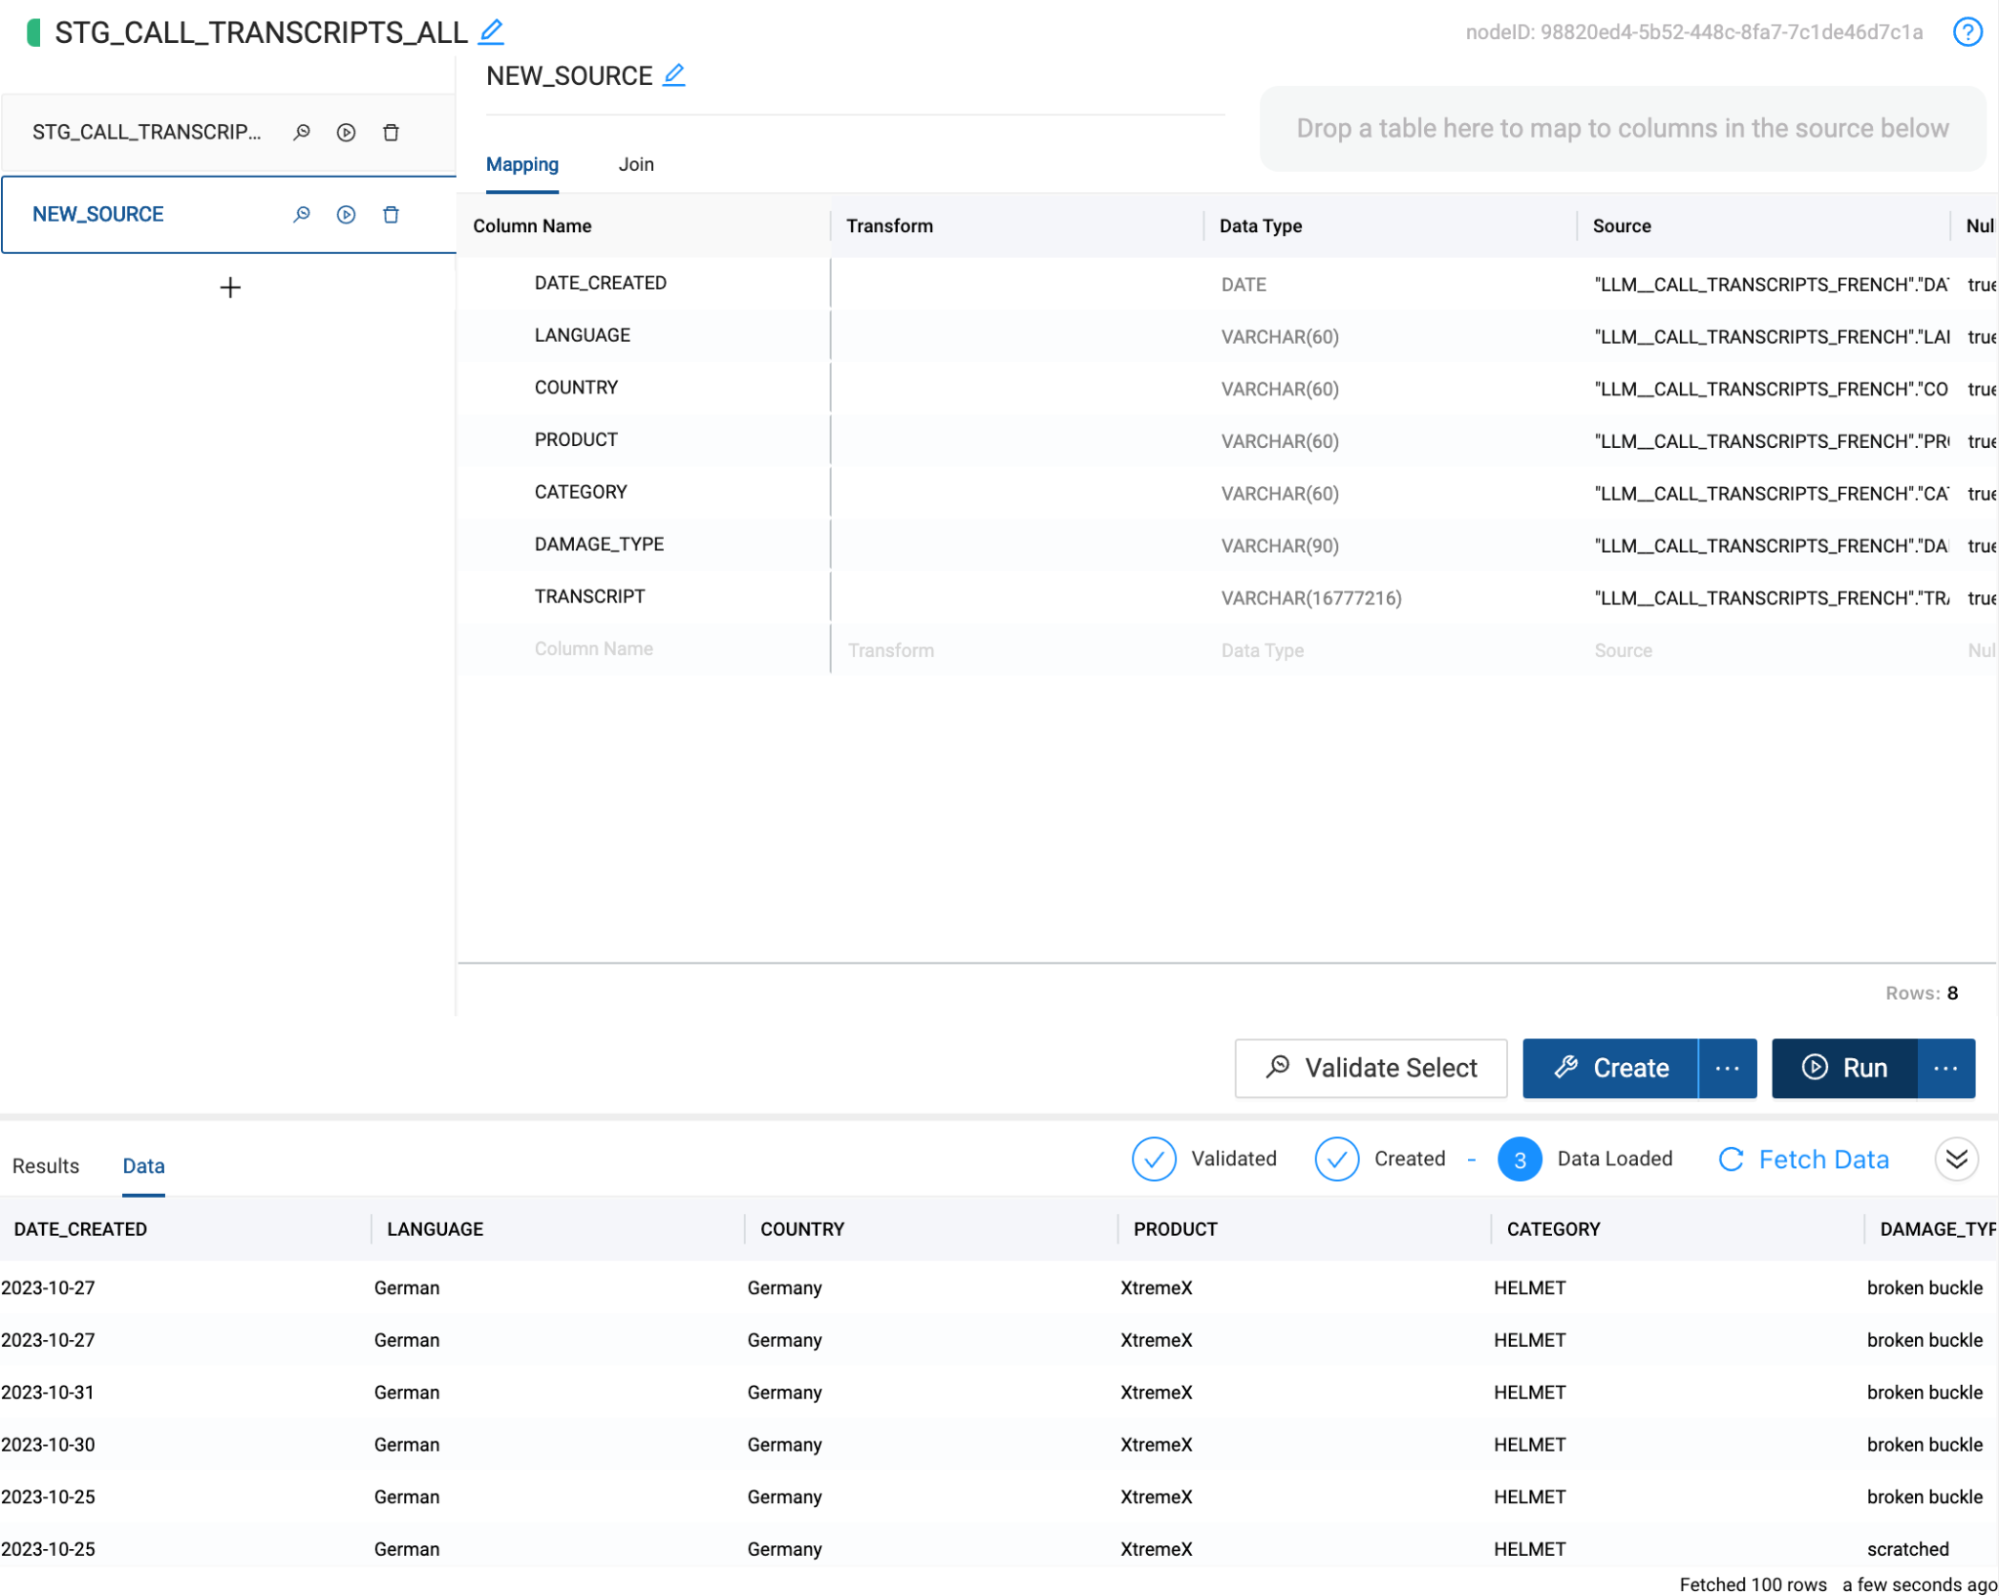 STG_CALL_TRANSCRIPTS_ALL
nodeID: 98820ed4-5b52-448c-8fa7-7c1de46d7c1a
NEW_SOURCE
Drop a table here to map to columns in the source below
STG_CALL_TRANSCRIP...
NEW_SOURCE
Mapping Join
Column Name Transform Data Type Source Nul
DATE_CREATED DATE "LLM__CALL_TRANSCRIPTS_FRENCH"."DA true
LANGUAGE VARCHAR(60) "LLM__CALL_TRANSCRIPTS_FRENCH"."LA true
COUNTRY VARCHAR(60) "LLM__CALL_TRANSCRIPTS_FRENCH"."CO true
PRODUCT VARCHAR(60) "LLM__CALL_TRANSCRIPTS_FRENCH"."PR true
CATEGORY VARCHAR(60) "LLM__CALL_TRANSCRIPTS_FRENCH"."CA true
DAMAGE_TYPE VARCHAR(90) "LLM__CALL_TRANSCRIPTS_FRENCH"."DA true
TRANSCRIPT VARCHAR(16777216) "LLM__CALL_TRANSCRIPTS_FRENCH"."TR true
Column Name Transform Data Type Source Nul
Rows: 8
Validate Select Create ... Run ...
Results Data Validated Created - 3 Data Loaded Fetch Data
DATE_CREATED LANGUAGE COUNTRY PRODUCT CATEGORY DAMAGE_TYP
2023-10-27 German Germany XtremeX HELMET broken buckle
2023-10-27 German Germany XtremeX HELMET broken buckle
2023-10-31 German Germany XtremeX HELMET broken buckle
2023-10-30 German Germany XtremeX HELMET broken buckle
2023-10-25 German Germany XtremeX HELMET broken buckle
2023-10-25 German Germany XtremeX HELMET scratched
Fetched 100 rows a few seconds ago